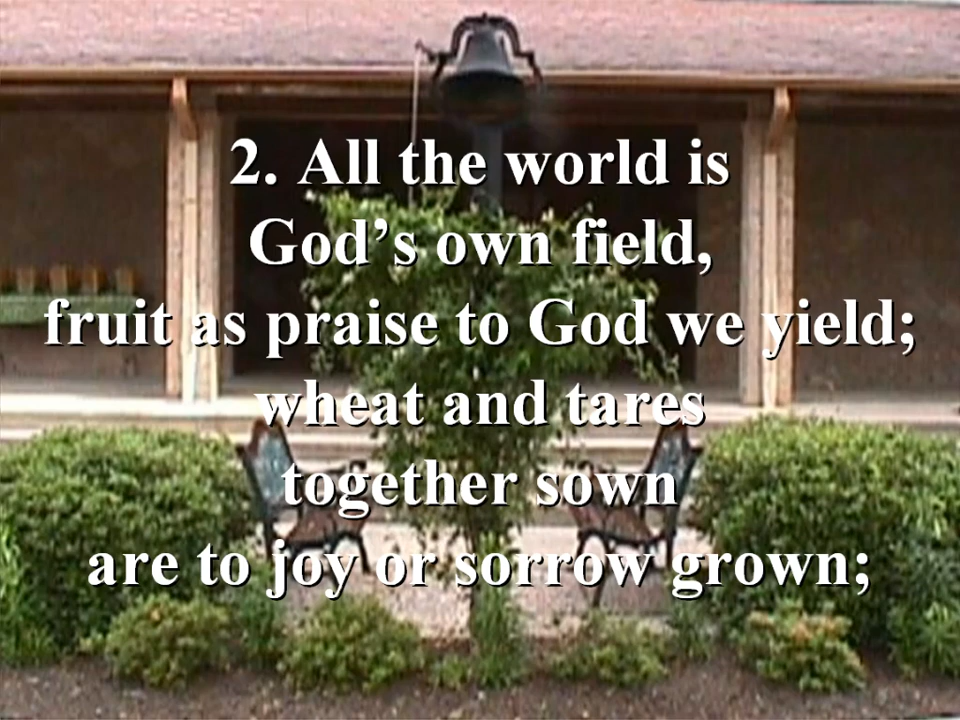 2. All the world is
God’s own field,
fruit as praise to God we yield;
wheat and tares
together sown
are to joy or sorrow grown;